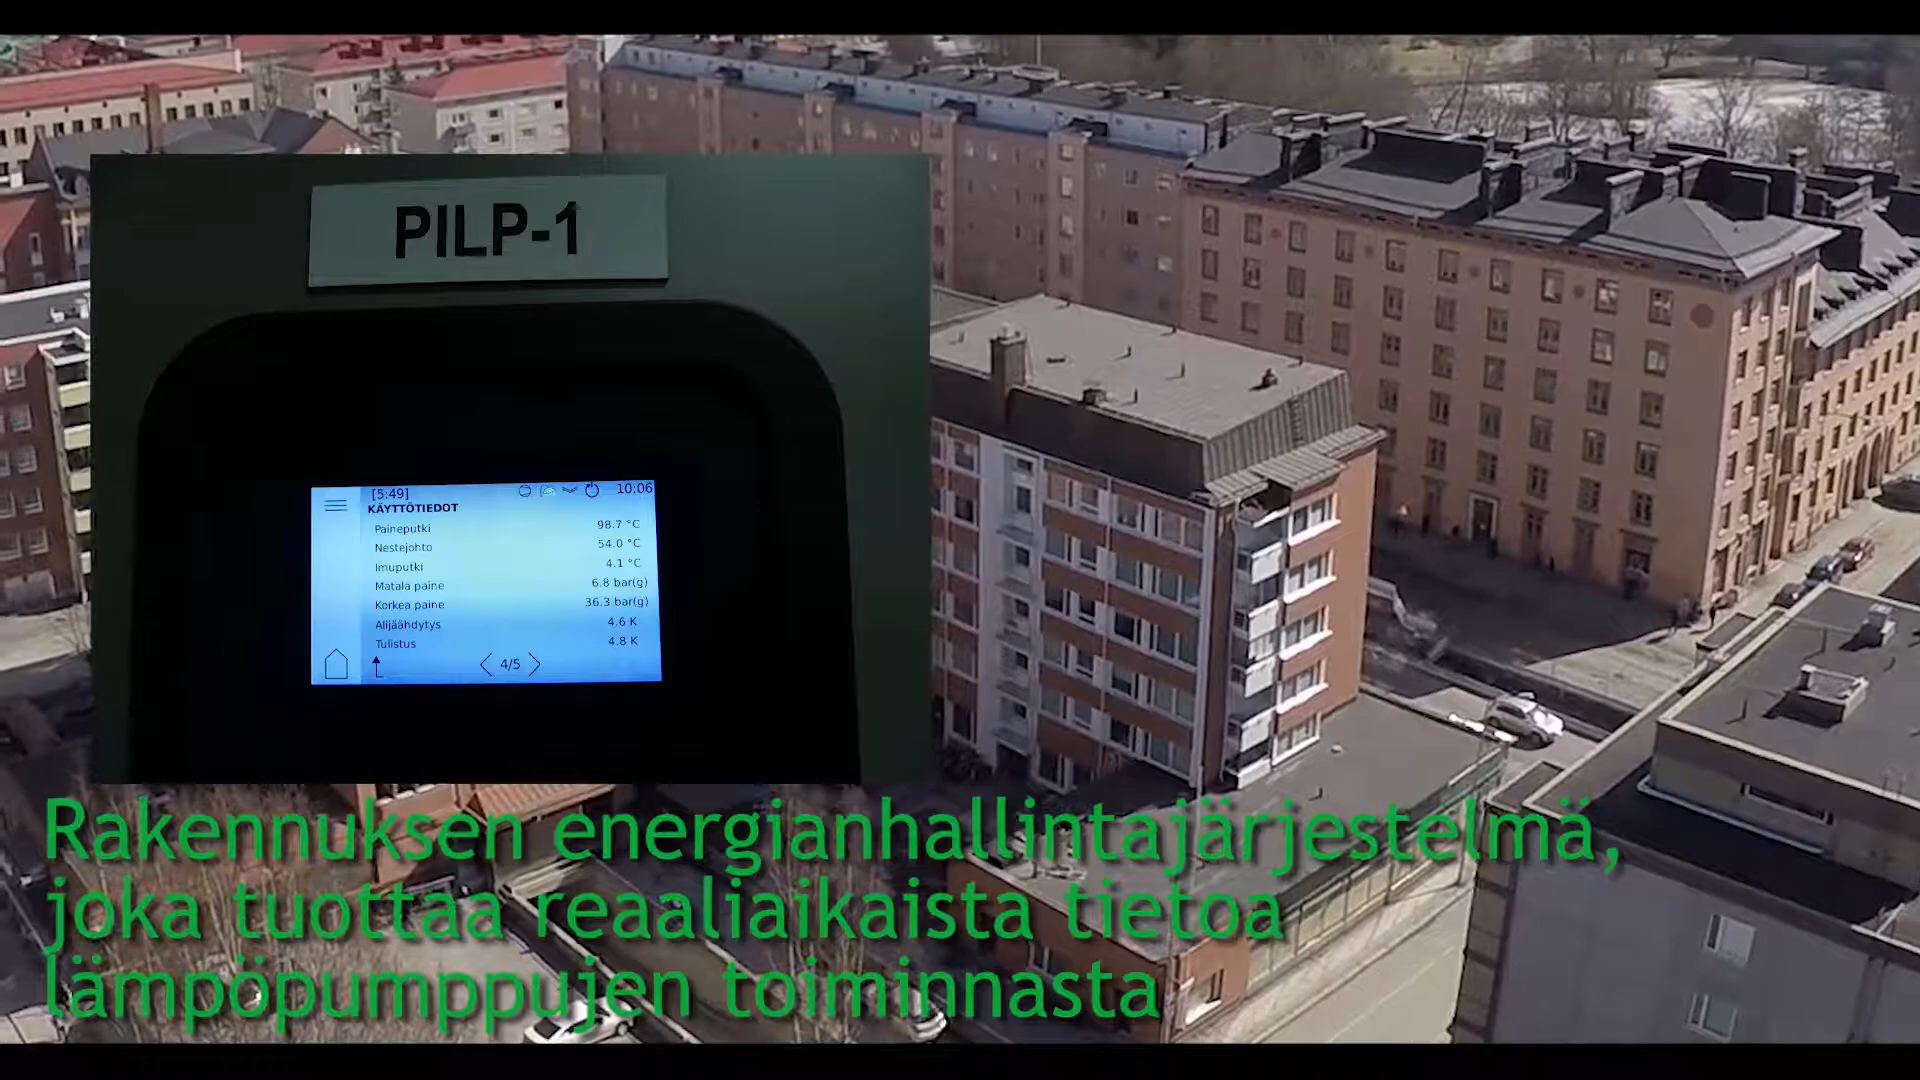 PILP-1
[5:49] 10:06
KÄYTTÖTIEDOT
Paineputki 98.7 °C
Nestejohto 54.0 °C
Imuputki 4.1 °C
Matala paine 6.8 bar(g)
Korkea paine 36.3 bar(g)
Alijäähdytys 4.6 K
Tulistus 4.8 K
4/5
Rakennuksen energianhallintajärjestelmä,
joka tuottaa reaaliaikaista tietoa
lämpöpumppujen toiminnasta